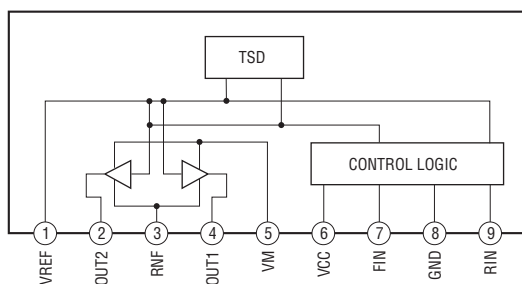 TSD
CONTROL LOGIC
1 2 3 4 5 6 7 8 9
VREF OUT2 RNF OUT1 VM VCC FIN GND RIN